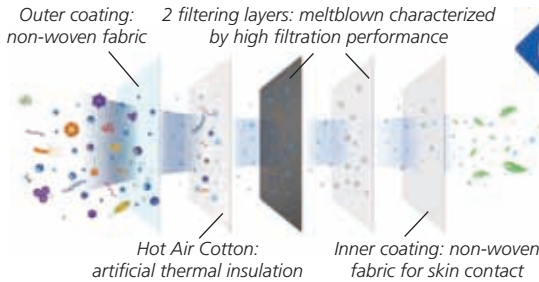 Outer coating:
non-woven fabric
2 filtering layers: meltblown characterized
by high filtration performance
Hot Air Cotton:
artificial thermal insulation
Inner coating: non-woven
fabric for skin contact